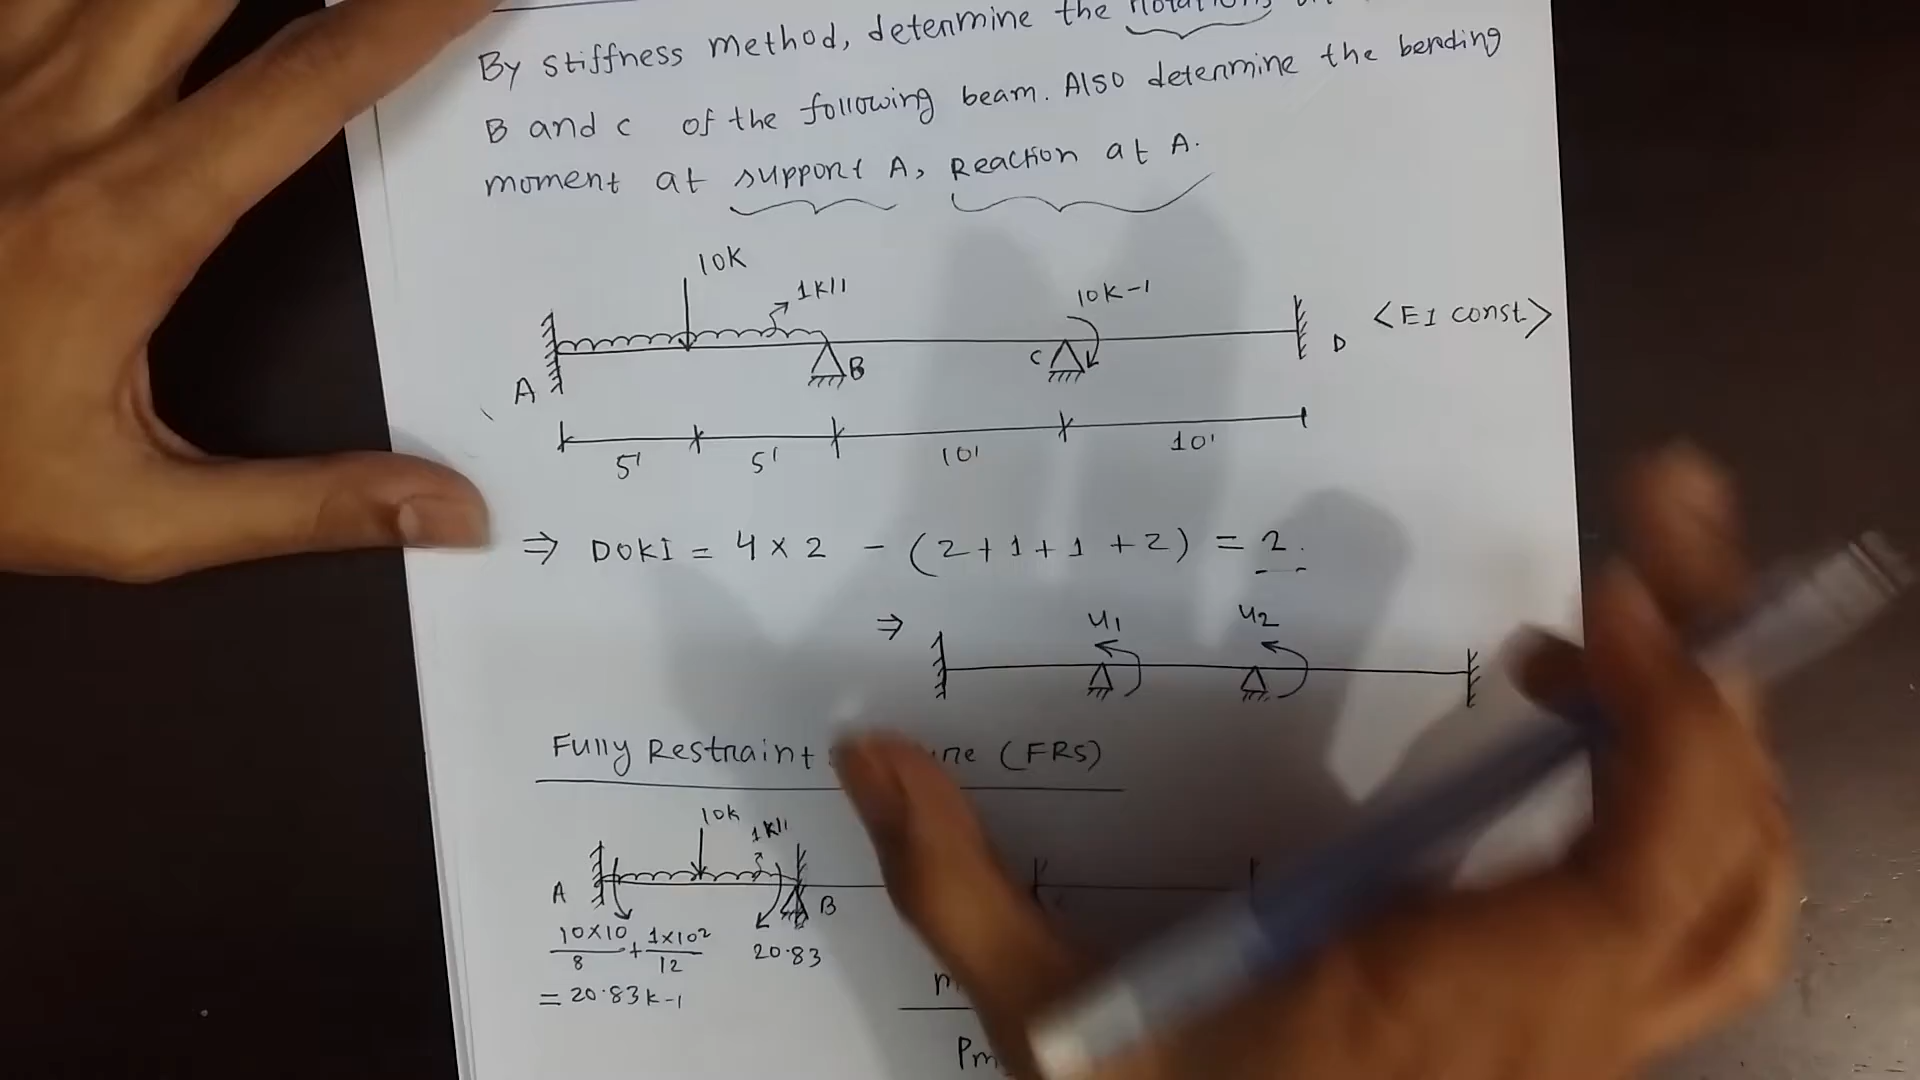 By stiffness method, determine the
B and C of the following beam. Also determine the bending
moment at support A, Reaction at A.
10K
1K/1
10K-1
<EI const>
A
B
C
D
5'
5'
10'
10'
⇒ DOKI = 4 × 2 - (2+1+1+2) = 2.
⇒
u1
u2
Fully Restraint (FRS)
10K
1K/1
A
B
10×10/8 + 1×10²/12
20.83
= 20.83K-1